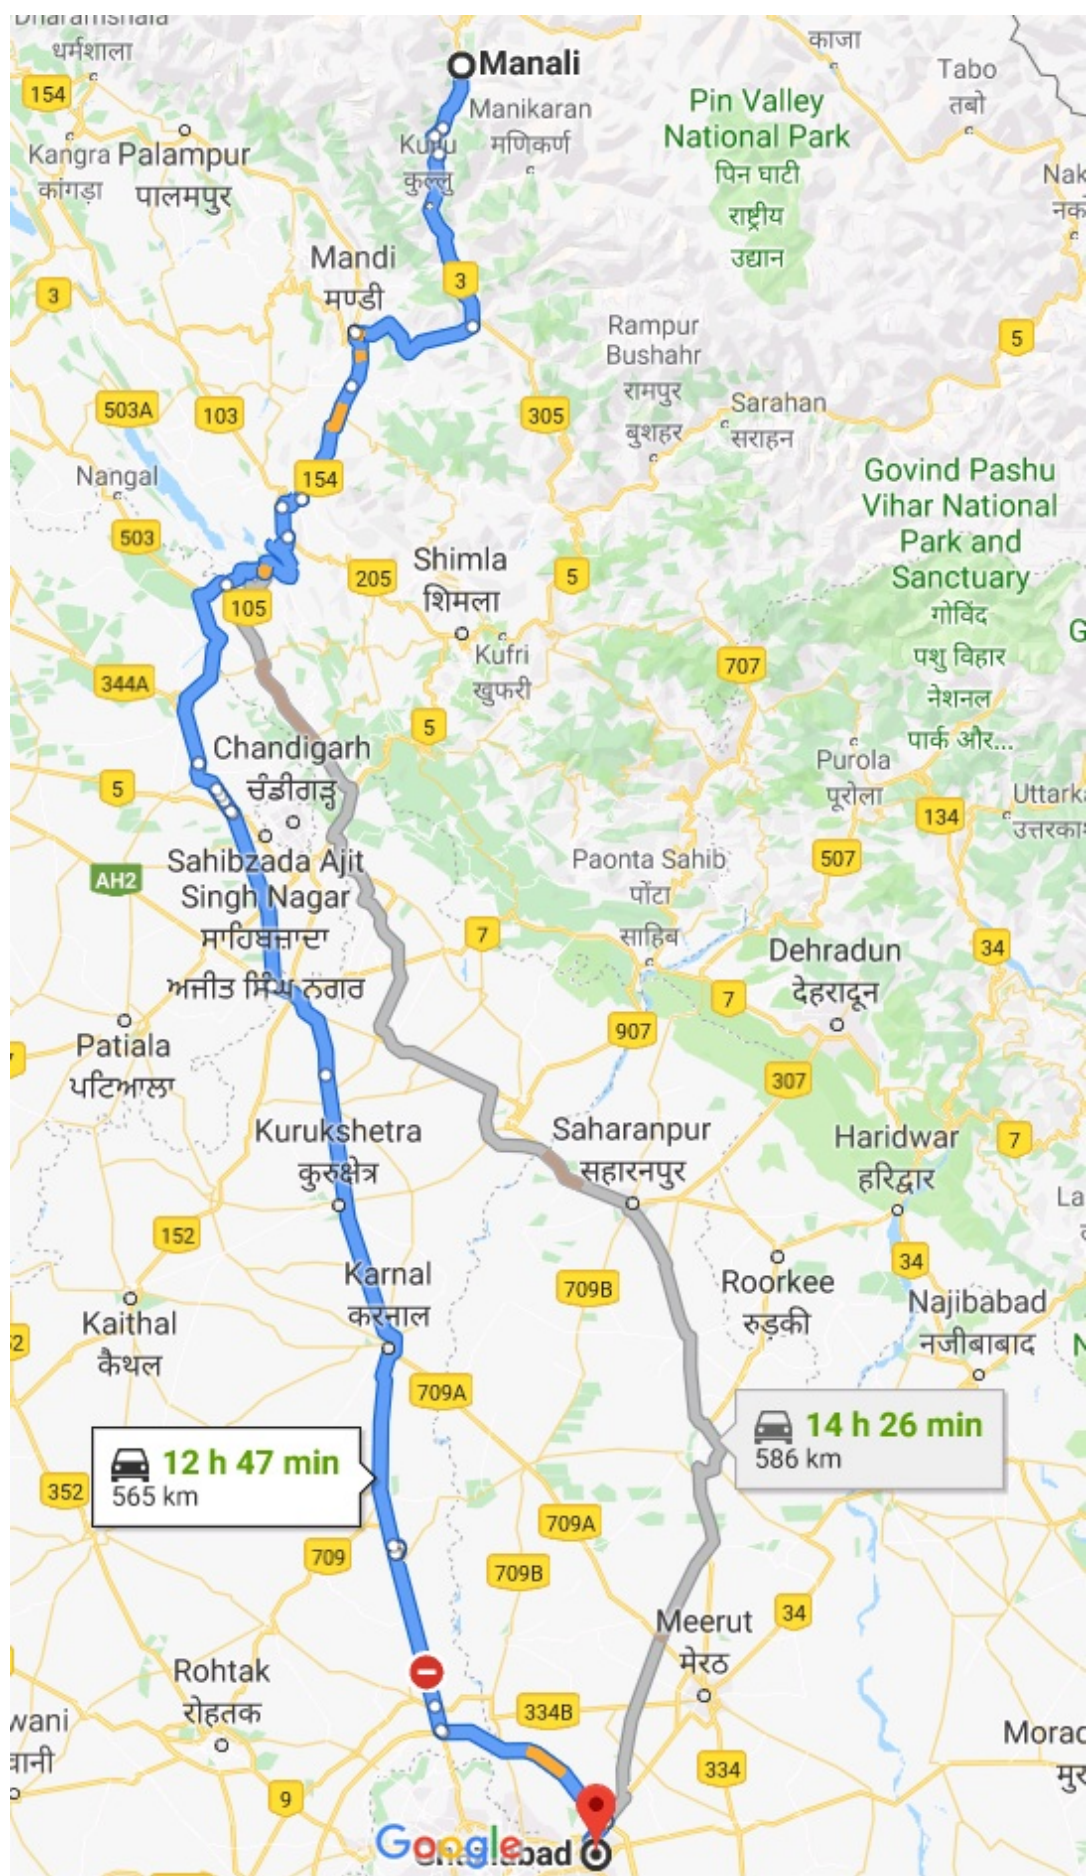 Dharamshala
धर्मशाला
काजा
Manali
Tabo
तबो
154
Manikaran
मणिकर्ण
Pin Valley
National Park
पिन घाटी
राष्ट्रीय
उद्यान
Kangra
कांगड़ा
Palampur
पालमपुर
Kullu
कुल्लु
Mandi
मण्डी
3
3
5
Rampur
Bushahr
रामपुर
बुशहर
Sarahan
सराहन
503A
103
305
Nangal
154
Govind Pashu
Vihar National
Park and
Sanctuary
गोविंद
पशु विहार
नेशनल
पार्क और...
503
205
Shimla
शिमला
5
105
Kufri
खुफरी
707
344A
5
Chandigarh
चंडीगढ़
5
Purola
पुरोला
134
507
AH2
Sahibzada Ajit
Singh Nagar
ਸਾਹਿਬਜ਼ਾਦਾ
ਅਜੀਤ ਸਿੰਘ ਨਗਰ
Paonta Sahib
पोंटा
साहिब
7
34
Dehradun
देहरादून
7
907
307
Patiala
ਪਟਿਆਲਾ
Kurukshetra
कुरुक्षेत्र
Saharanpur
सहारनपुर
Haridwar
हरिद्वार
7
152
34
Karnal
करनाल
709B
Roorkee
रुड़की
Najibabad
नजीबाबाद
Kaithal
कैथल
709A
12 h 47 min
565 km
14 h 26 min
586 km
352
709
709A
709B
34
Meerut
मेरठ
Rohtak
रोहतक
334B
334
9
Google